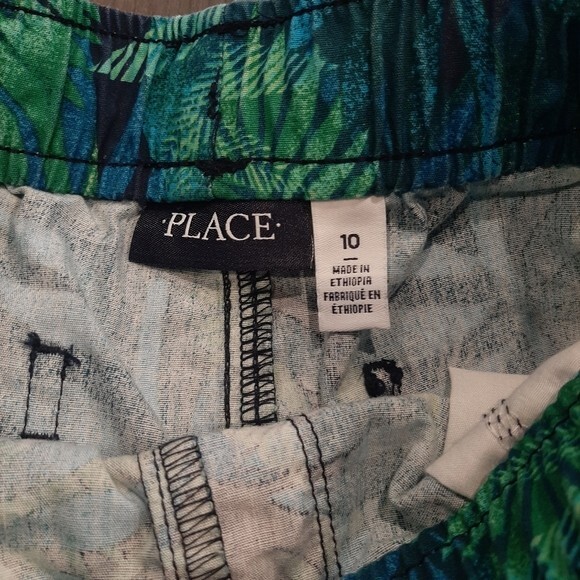 ·PLACE·
10
MADE IN
ETHIOPIA
FABRIQUÉ EN
ÉTHIOPIE